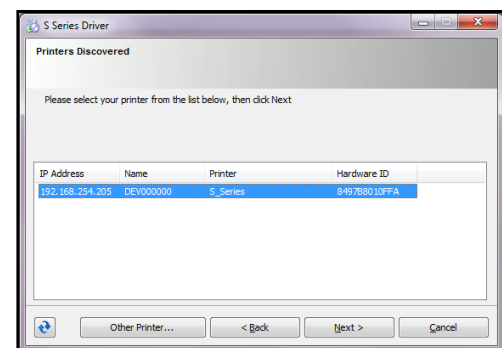 S Series Driver
Printers Discovered
Please select your printer from the list below, then click Next
IP Address Name Printer Hardware ID
192.168.254.205 DEV000000 S_Series 8497B8010FFA
Other Printer... < Back Next > Cancel